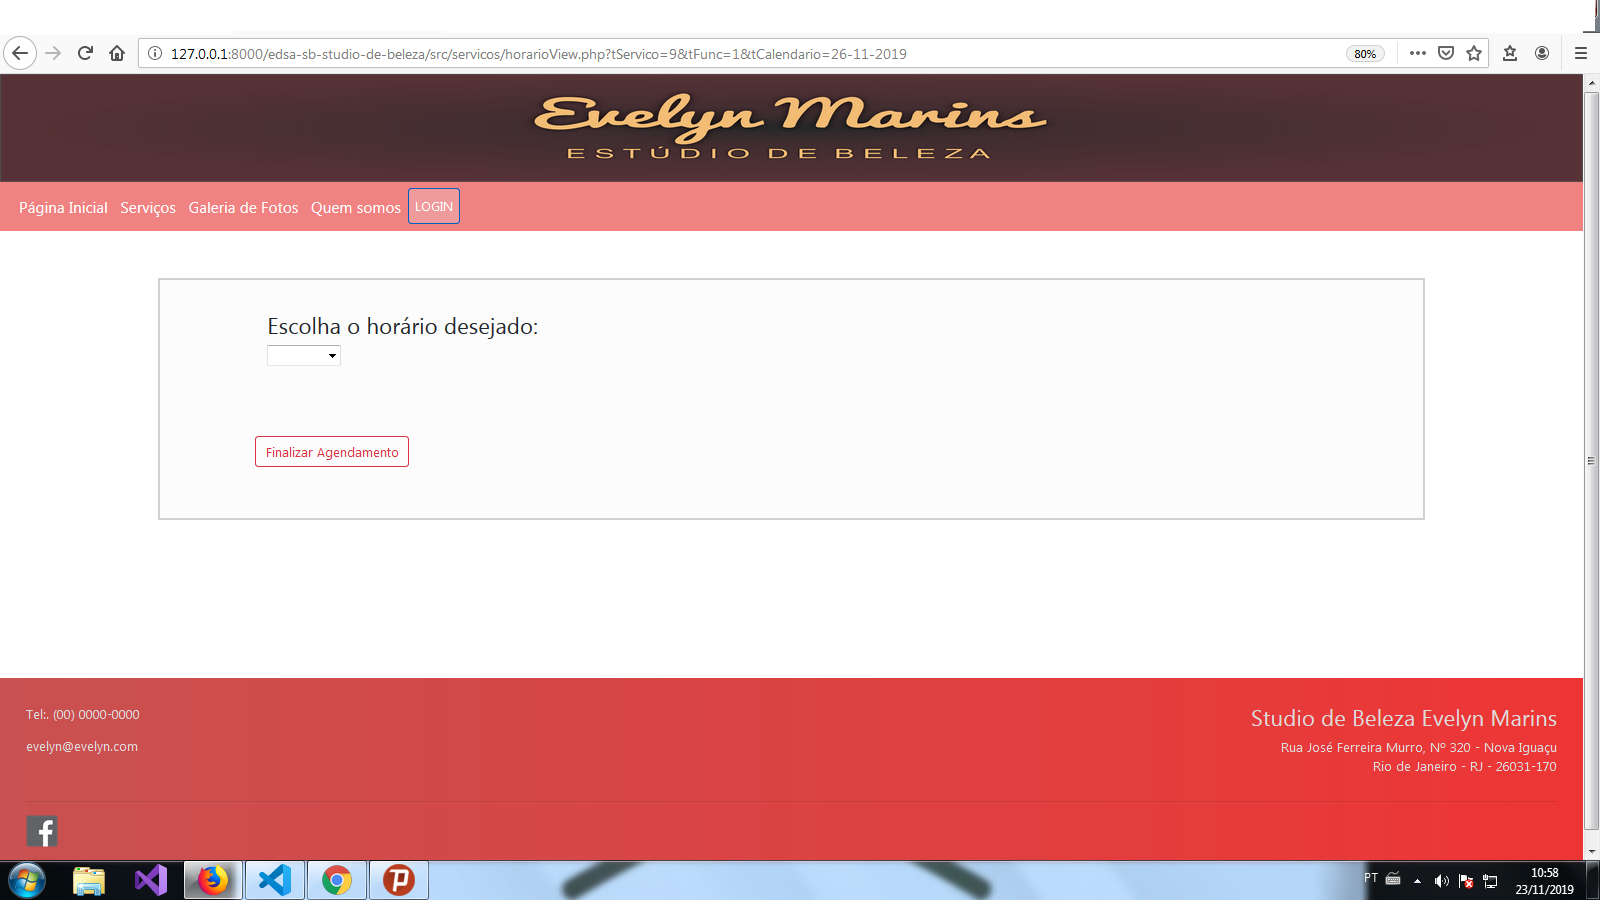 127.0.0.1:8000/edsa-sb-studio-de-beleza/src/servicos/horarioView.php?tServico=9&tFunc=1&tCalendario=26-11-2019
80%
Evelyn Marins
ESTÚDIO DE BELEZA
Página Inicial Serviços Galeria de Fotos Quem somos LOGIN
Escolha o horário desejado:
Finalizar Agendamento
Tel:. (00) 0000-0000
evelyn@evelyn.com
Studio de Beleza Evelyn Marins
Rua José Ferreira Murro, Nº 320 - Nova Iguaçu
Rio de Janeiro - RJ - 26031-170
PT
10:58
23/11/2019